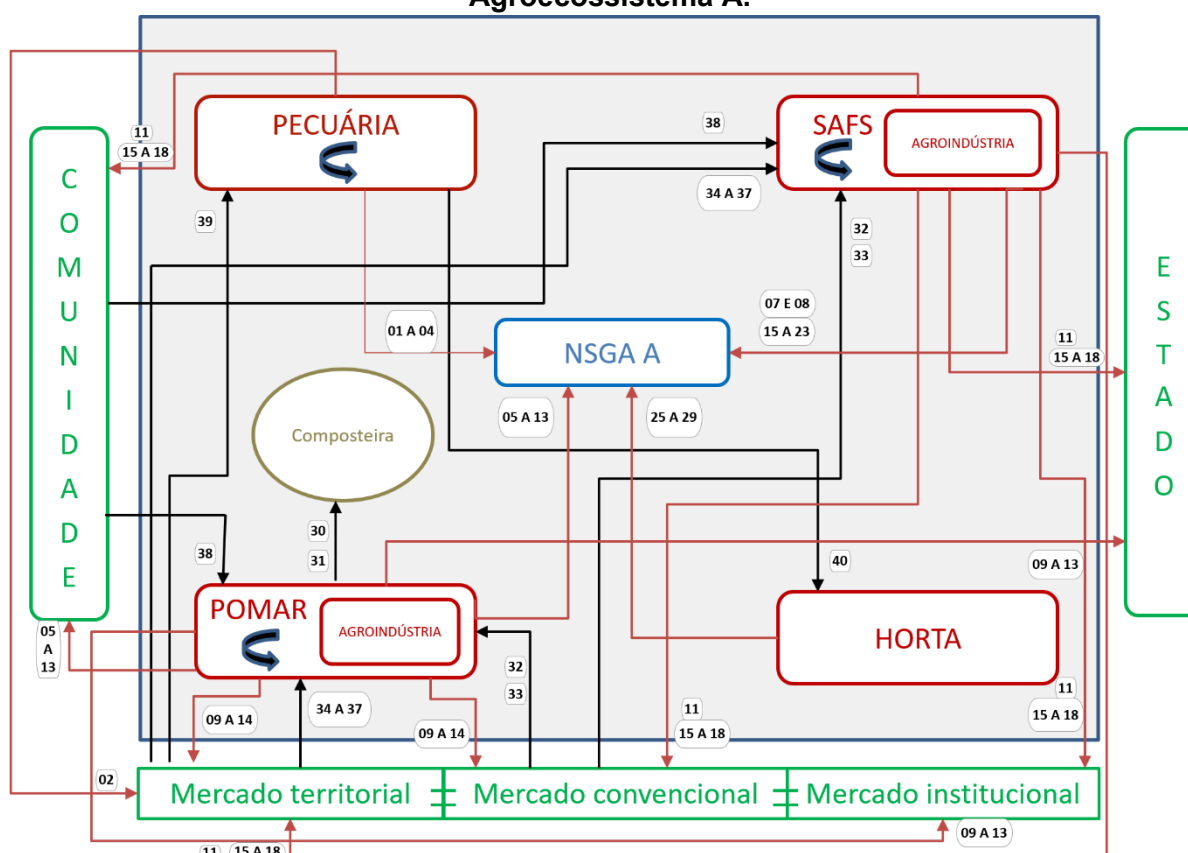 Agroecossistema A.
PECUÁRIA
SAFS
AGROINDÚSTRIA
38
11
15 A 18
34 A 37
39
32
33
COMUNIDADE
ESTADO
07 E 08
15 A 23
01 A 04
NSGA A
11
15 A 18
05 A 13
25 A 29
Composteira
30
31
38
40
09 A 13
POMAR
AGROINDÚSTRIA
HORTA
05
A
13
32
33
34 A 37
09 A 14
09 A 14
11
15 A 18
11
15 A 18
02
Mercado territorial
Mercado convencional
Mercado institucional
09 A 13
11
15 A 18